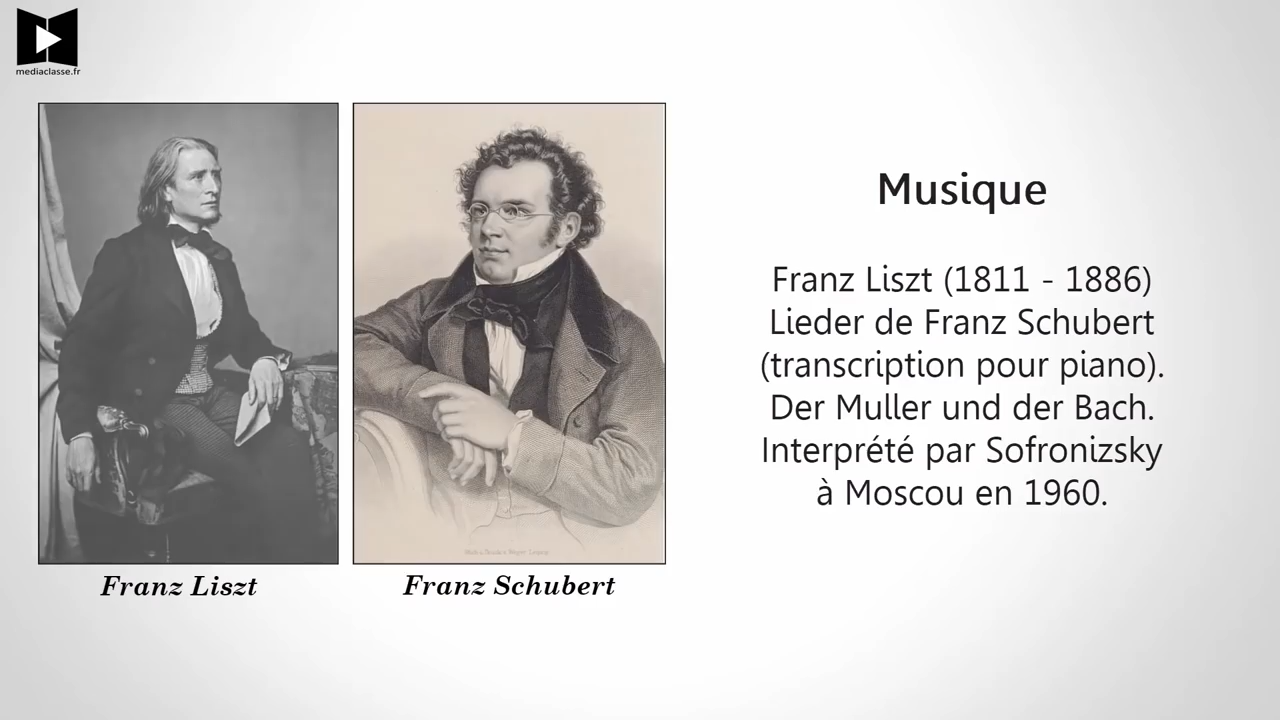 mediaclasse.fr
Franz Liszt
Franz Schubert
Musique
Franz Liszt (1811 - 1886)
Lieder de Franz Schubert
(transcription pour piano).
Der Muller und der Bach.
Interprété par Sofronizsky
à Moscou en 1960.